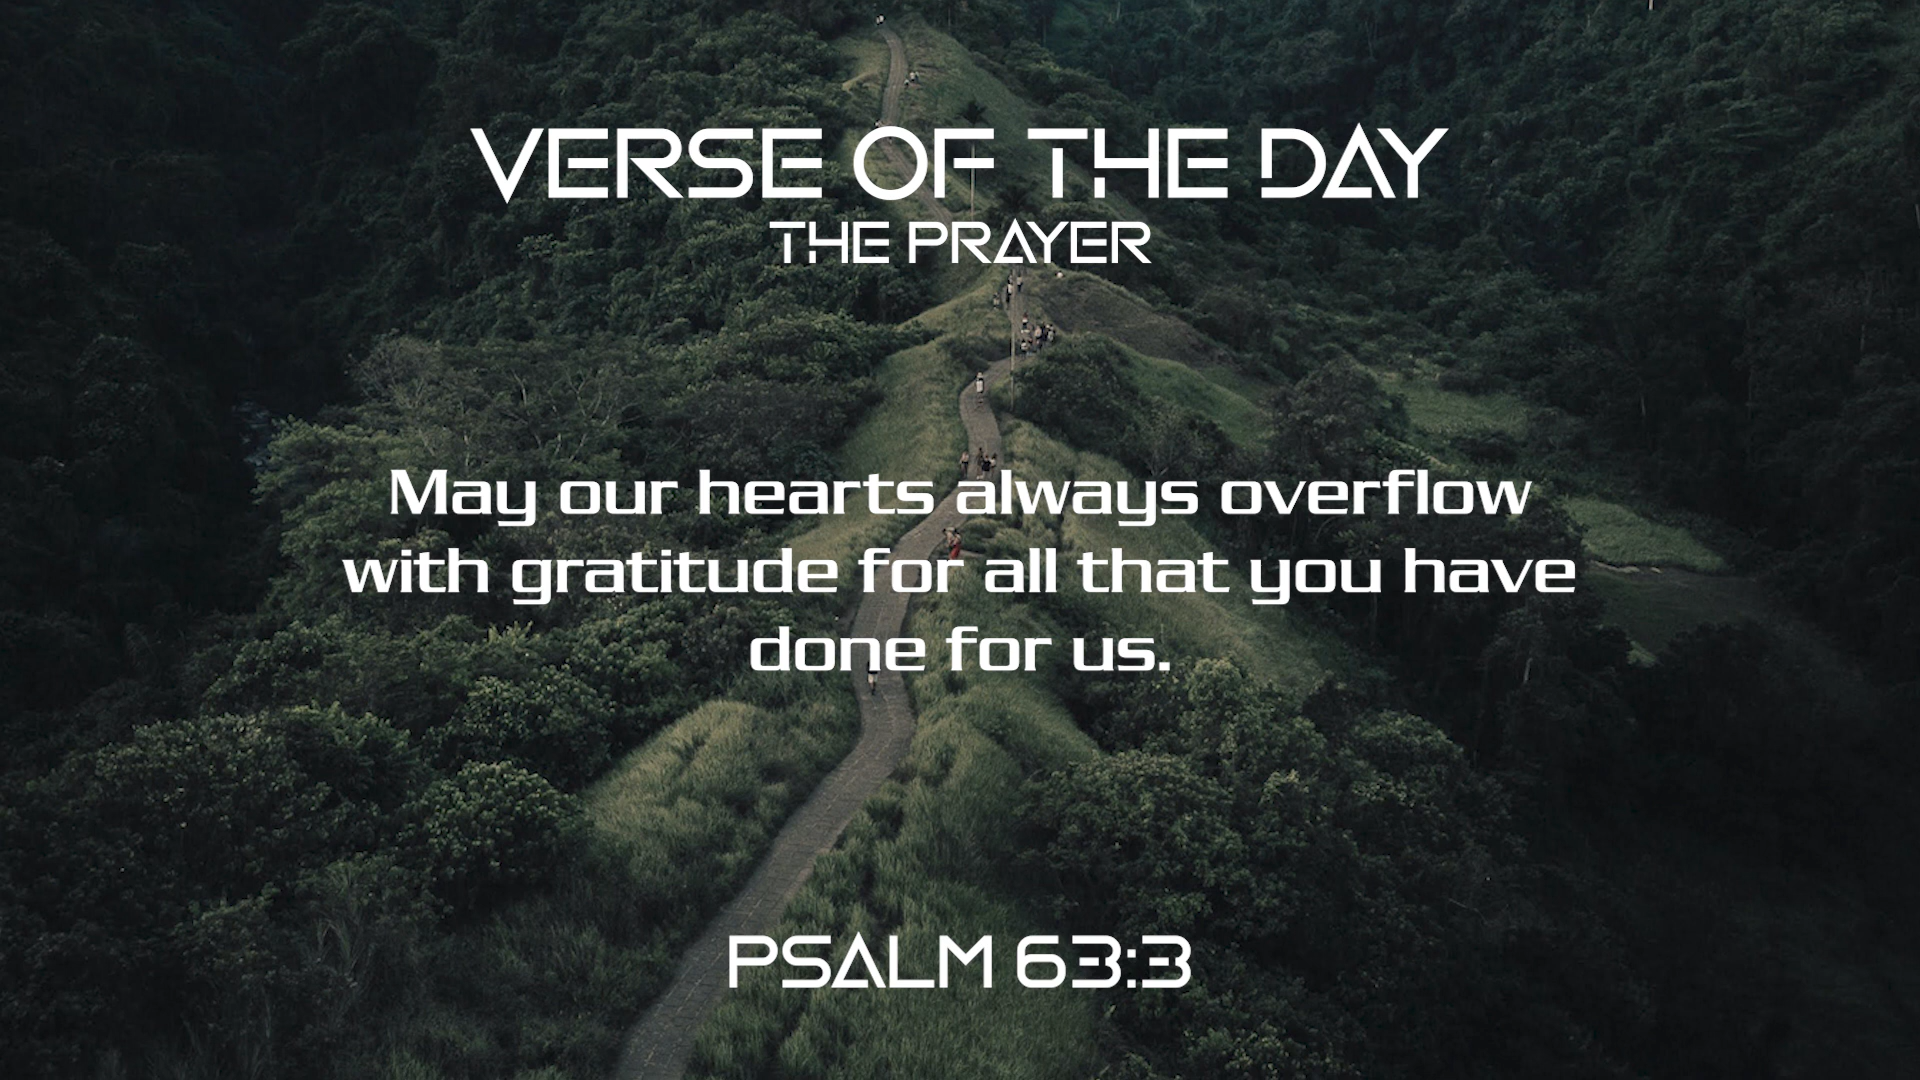 VERSE OF THE DAY
THE PRAYER
May our hearts always overflow
with gratitude for all that you have
done for us.
PSALM 63:3